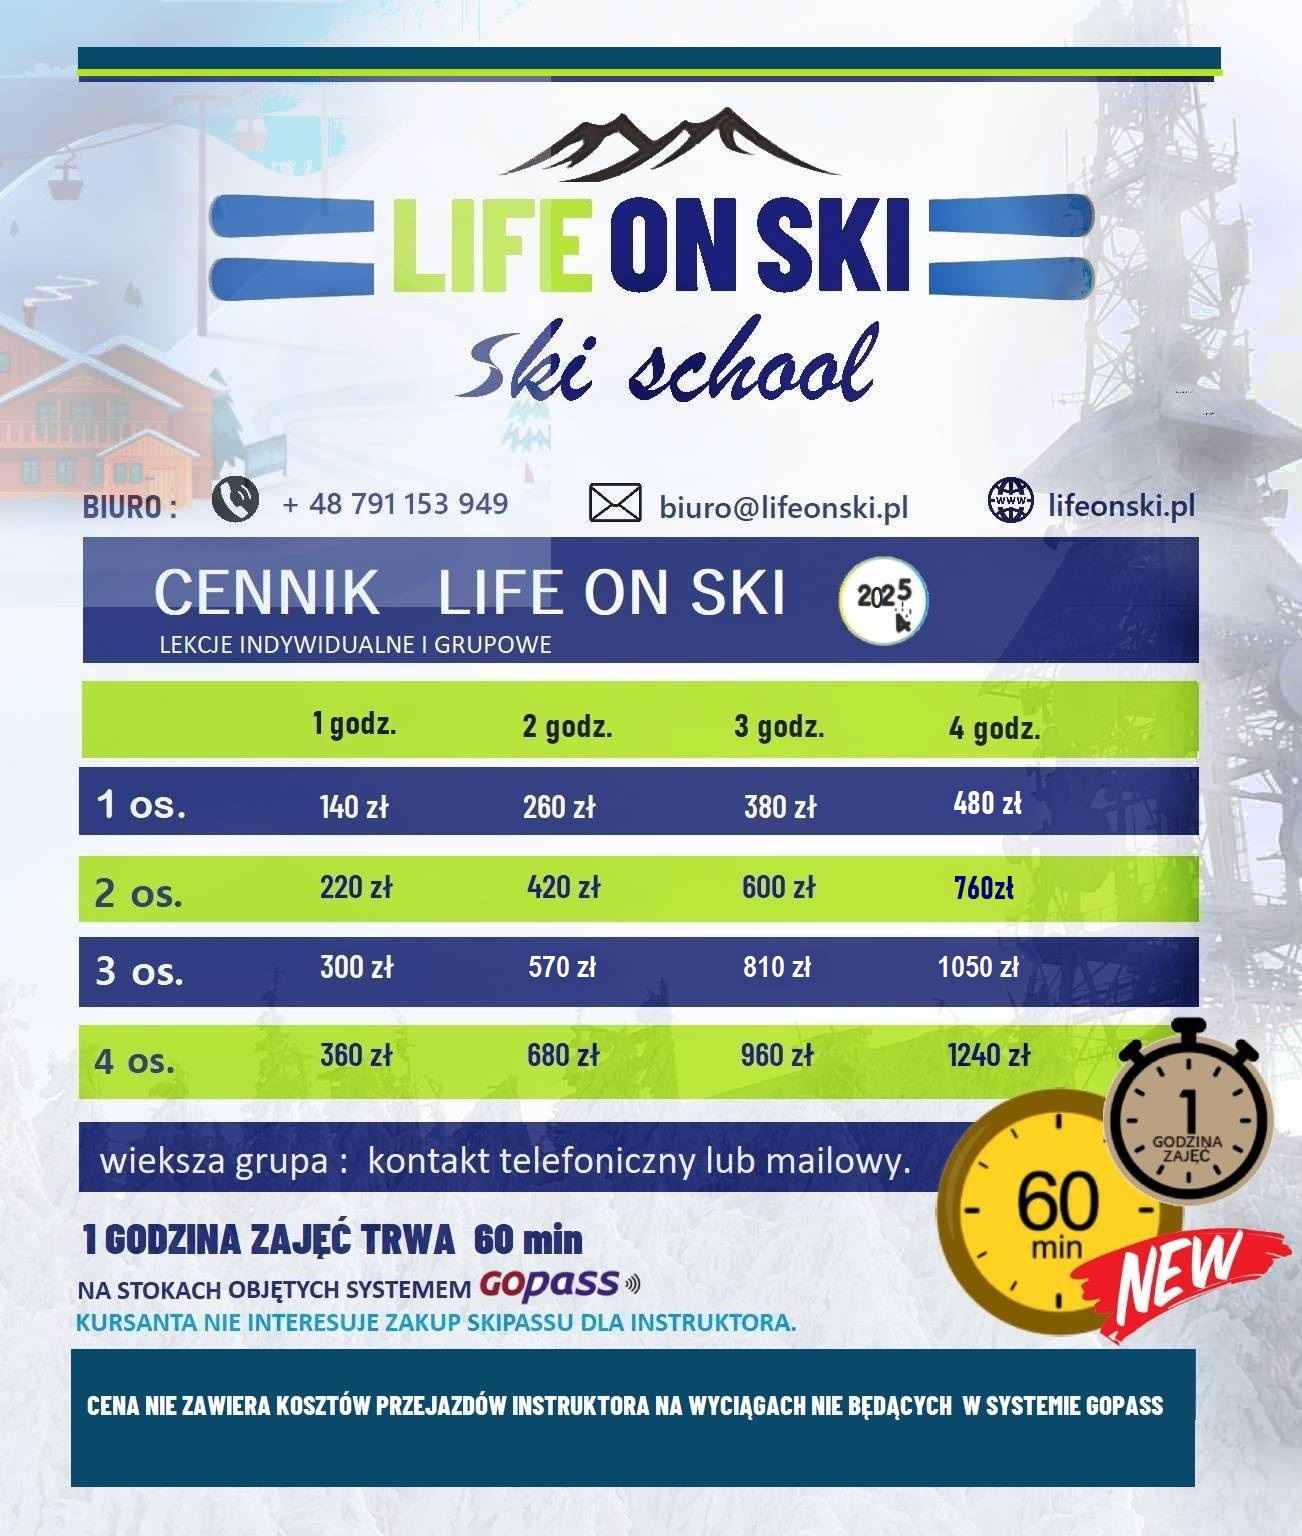 LIFE ON SKI
Ski school
BIURO : + 48 791 153 949 biuro@lifeonski.pl www lifeonski.pl
CENNIK LIFE ON SKI 2025
4
LEKCJE INDYWIDUALNE I GRUPOWE
1 godz. 2 godz. 3 godz. 4 godz.
1 os. 140 zł 260 zł 380 zł 480 zł
2 os. 220 zł 420 zł 600 zł 760zł
3 os. 300 zł 570 zł 810 zł 1050 zł
4 os. 360 zł 680 zł 960 zł 1240 zł
1
GODZINA
ZAJĘĆ
wieksza grupa : kontakt telefoniczny lub mailowy.
60
min
NEW
1 GODZINA ZAJĘĆ TRWA 60 min
NA STOKACH OBJĘTYCH SYSTEMEM GOpass
KURSANTA NIE INTERESUJE ZAKUP SKIPASSU DLA INSTRUKTORA.
CENA NIE ZAWIERA KOSZTÓW PRZEJAZDÓW INSTRUKTORA NA WYCIĄGACH NIE BĘDĄCYCH W SYSTEMIE GOPASS